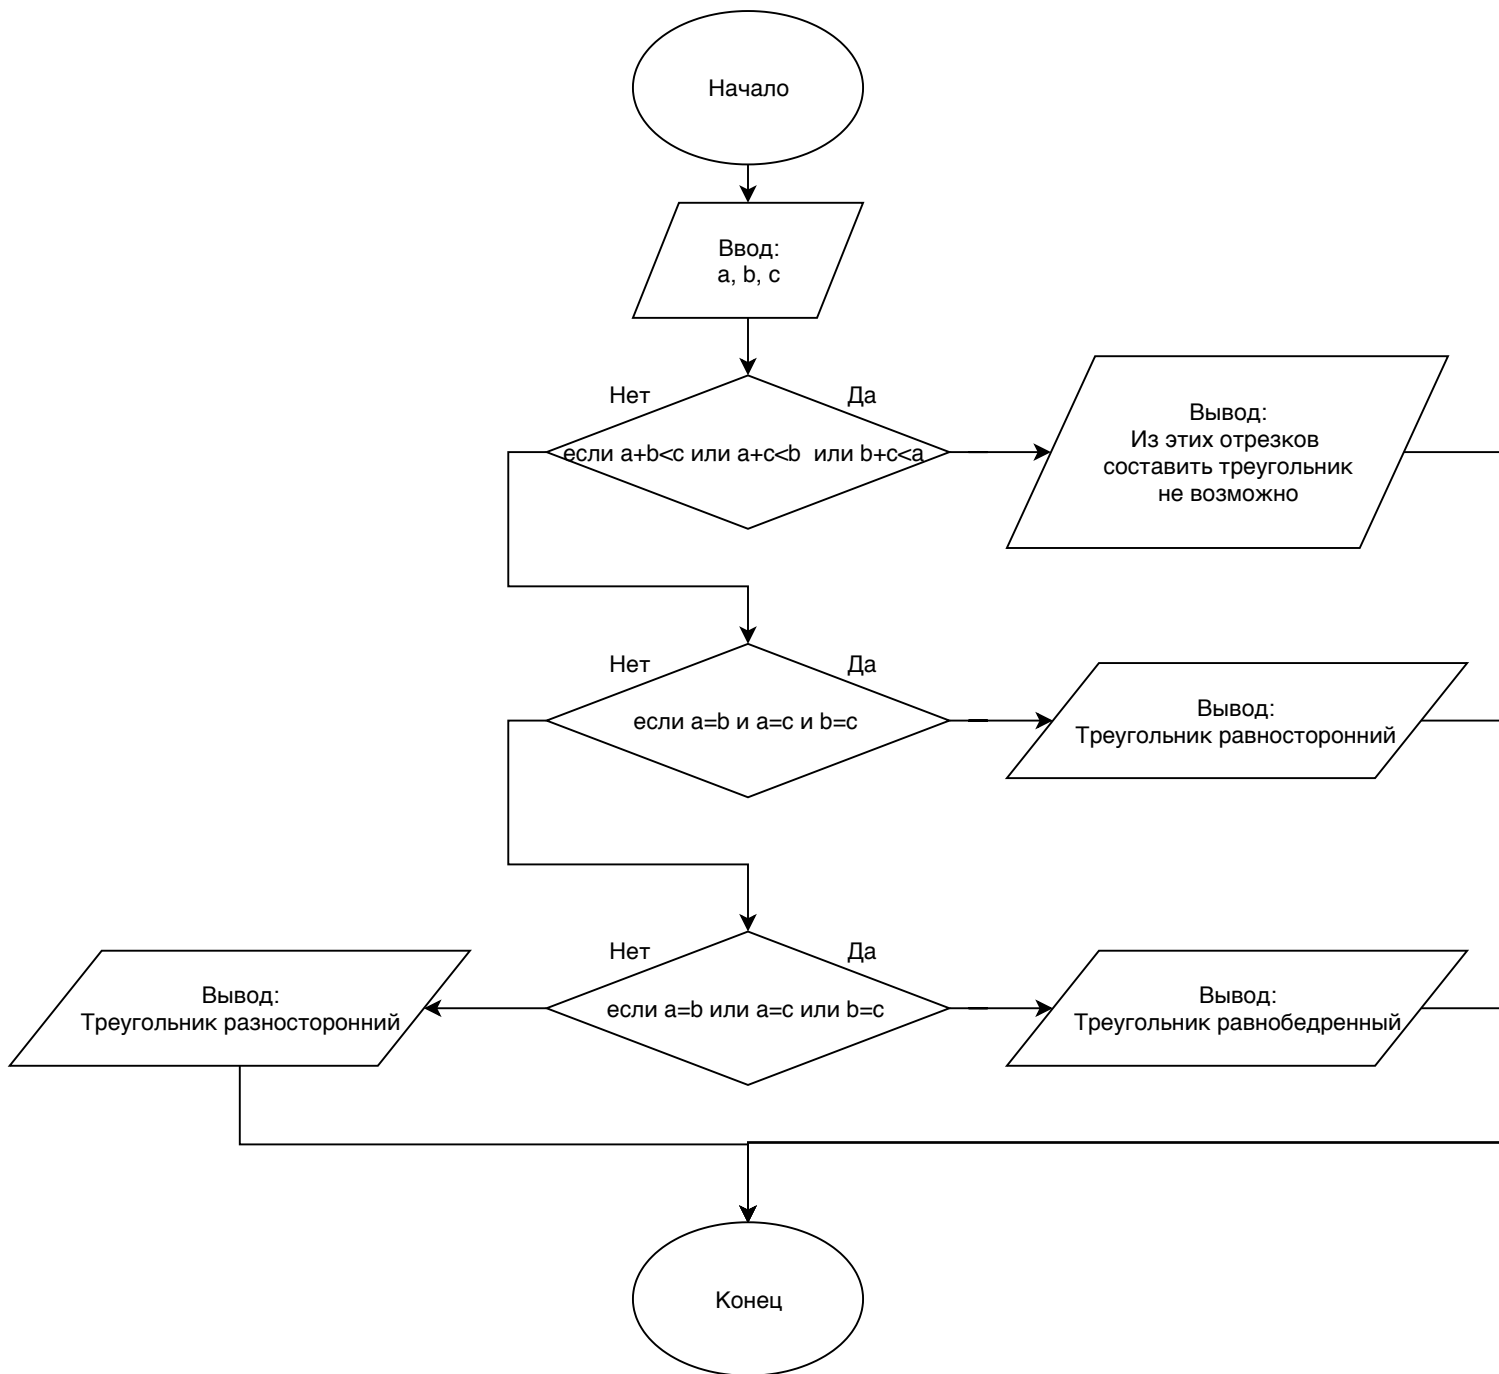 Начало
Ввод:
a, b, c
Нет
Да
если a+b<c или a+c<b  или b+c<a
Вывод:
Из этих отрезков
составить треугольник
не возможно
Нет
Да
если a=b и a=c и b=c
Вывод:
Треугольник равносторонний
Нет
Да
Вывод:
Треугольник разносторонний
если a=b или a=c или b=c
Вывод:
Треугольник равнобедренный
Конец